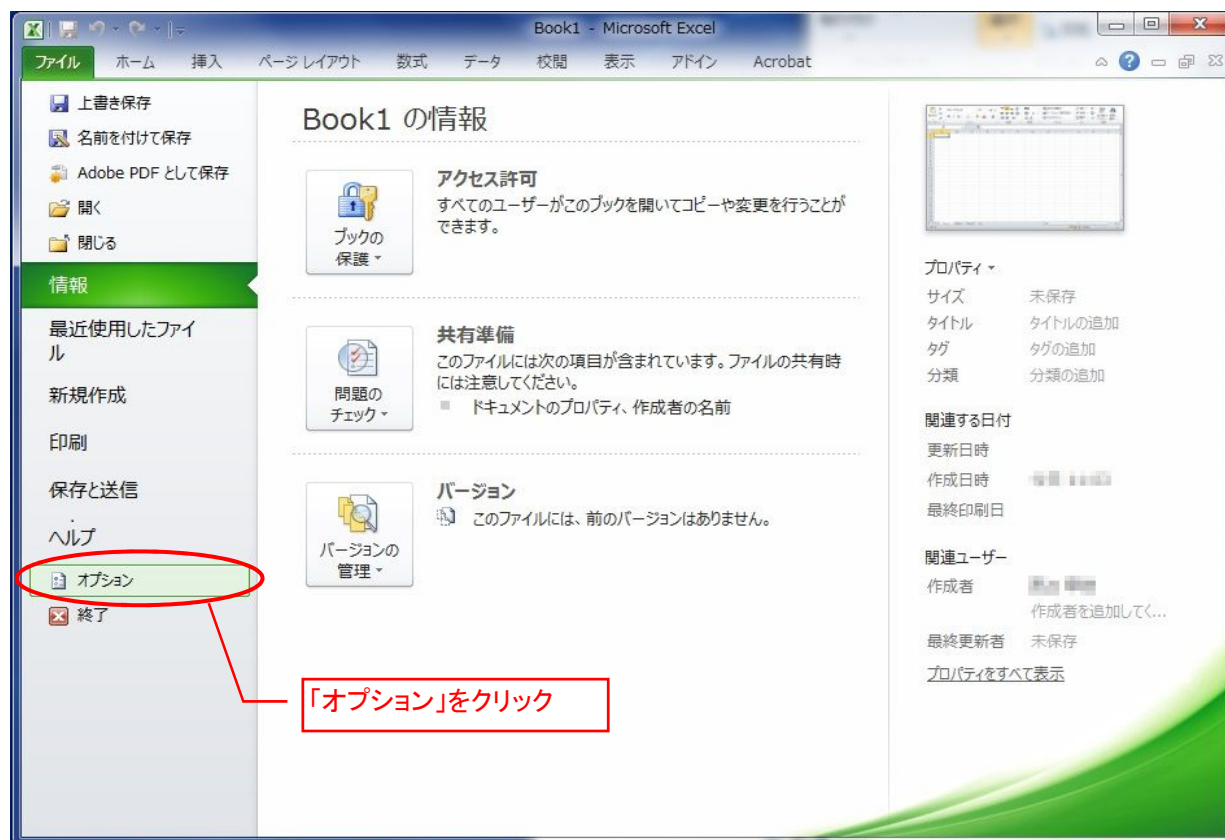 Book1 - Microsoft Excel
ファイル ホーム 挿入 ページ レイアウト 数式 データ 校閲 表示 アドイン Acrobat
上書き保存
名前を付けて保存
Adobe PDF として保存
開く
閉じる
情報
最近使用したファイ
ル
新規作成
印刷
保存と送信
ヘルプ
オプション
終了
Book1 の情報
ブックの
保護
アクセス許可
すべてのユーザーがこのブックを開いてコピーや変更を行うことが
できます。
問題の
チェック
共有準備
このファイルには次の項目が含まれています。ファイルの共有時
には注意してください。
ドキュメントのプロパティ、作成者の名前
バージョンの
管理
バージョン
このファイルには、前のバージョンはありません。
「オプション」をクリック
プロパティ
サイズ 未保存
タイトル タイトルの追加
タグ タグの追加
分類 分類の追加
関連する日付
更新日時
作成日時
最終印刷日
関連ユーザー
作成者
作成者を追加してく...
最終更新者 未保存
プロパティをすべて表示